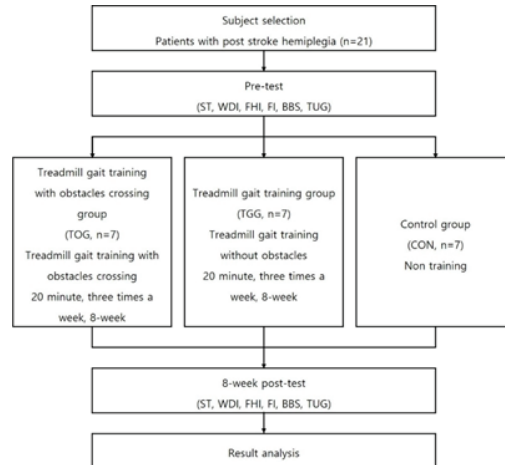 Subject selection
Patients with post stroke hemiplegia (n=21)
Pre-test
(ST, WDI, FHI, FI, BBS, TUG)
Treadmill gait training
with obstacles crossing
group
(TOG, n=7)
Treadmill gait training with
obstacles crossing
20 minute, three times a
week, 8-week
Treadmill gait training group
(TGG, n=7)
Treadmill gait training
without obstacles
20 minute, three times a
week, 8-week
Control group
(CON, n=7)
Non training
8-week post-test
(ST, WDI, FHI, FI, BBS, TUG)
Result analysis